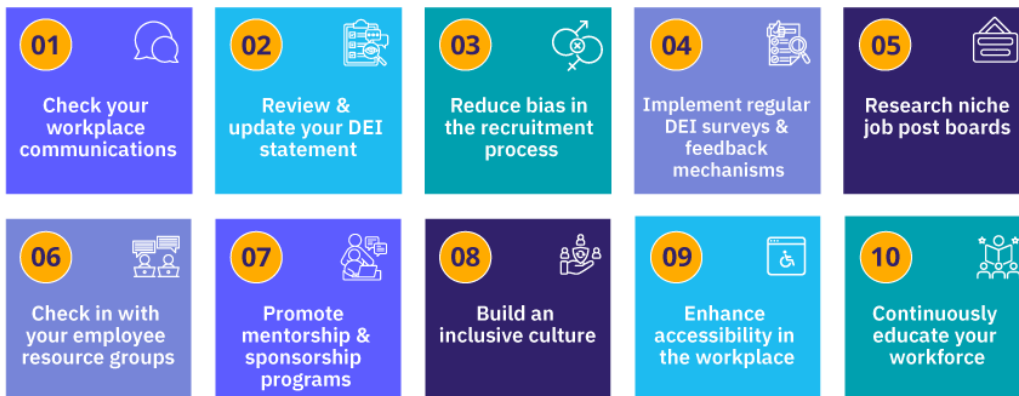 01
Check your
workplace
communications
02
Review &
update your DEI
statement
03
Reduce bias in
the recruitment
process
04
Implement regular
DEI surveys &
feedback
mechanisms
05
Research niche
job post boards
06
Check in with
your employee
resource groups
07
Promote
mentorship &
sponsorship
programs
08
Build an
inclusive culture
09
Enhance
accessibility in
the workplace
10
Continuously
educate your
workforce